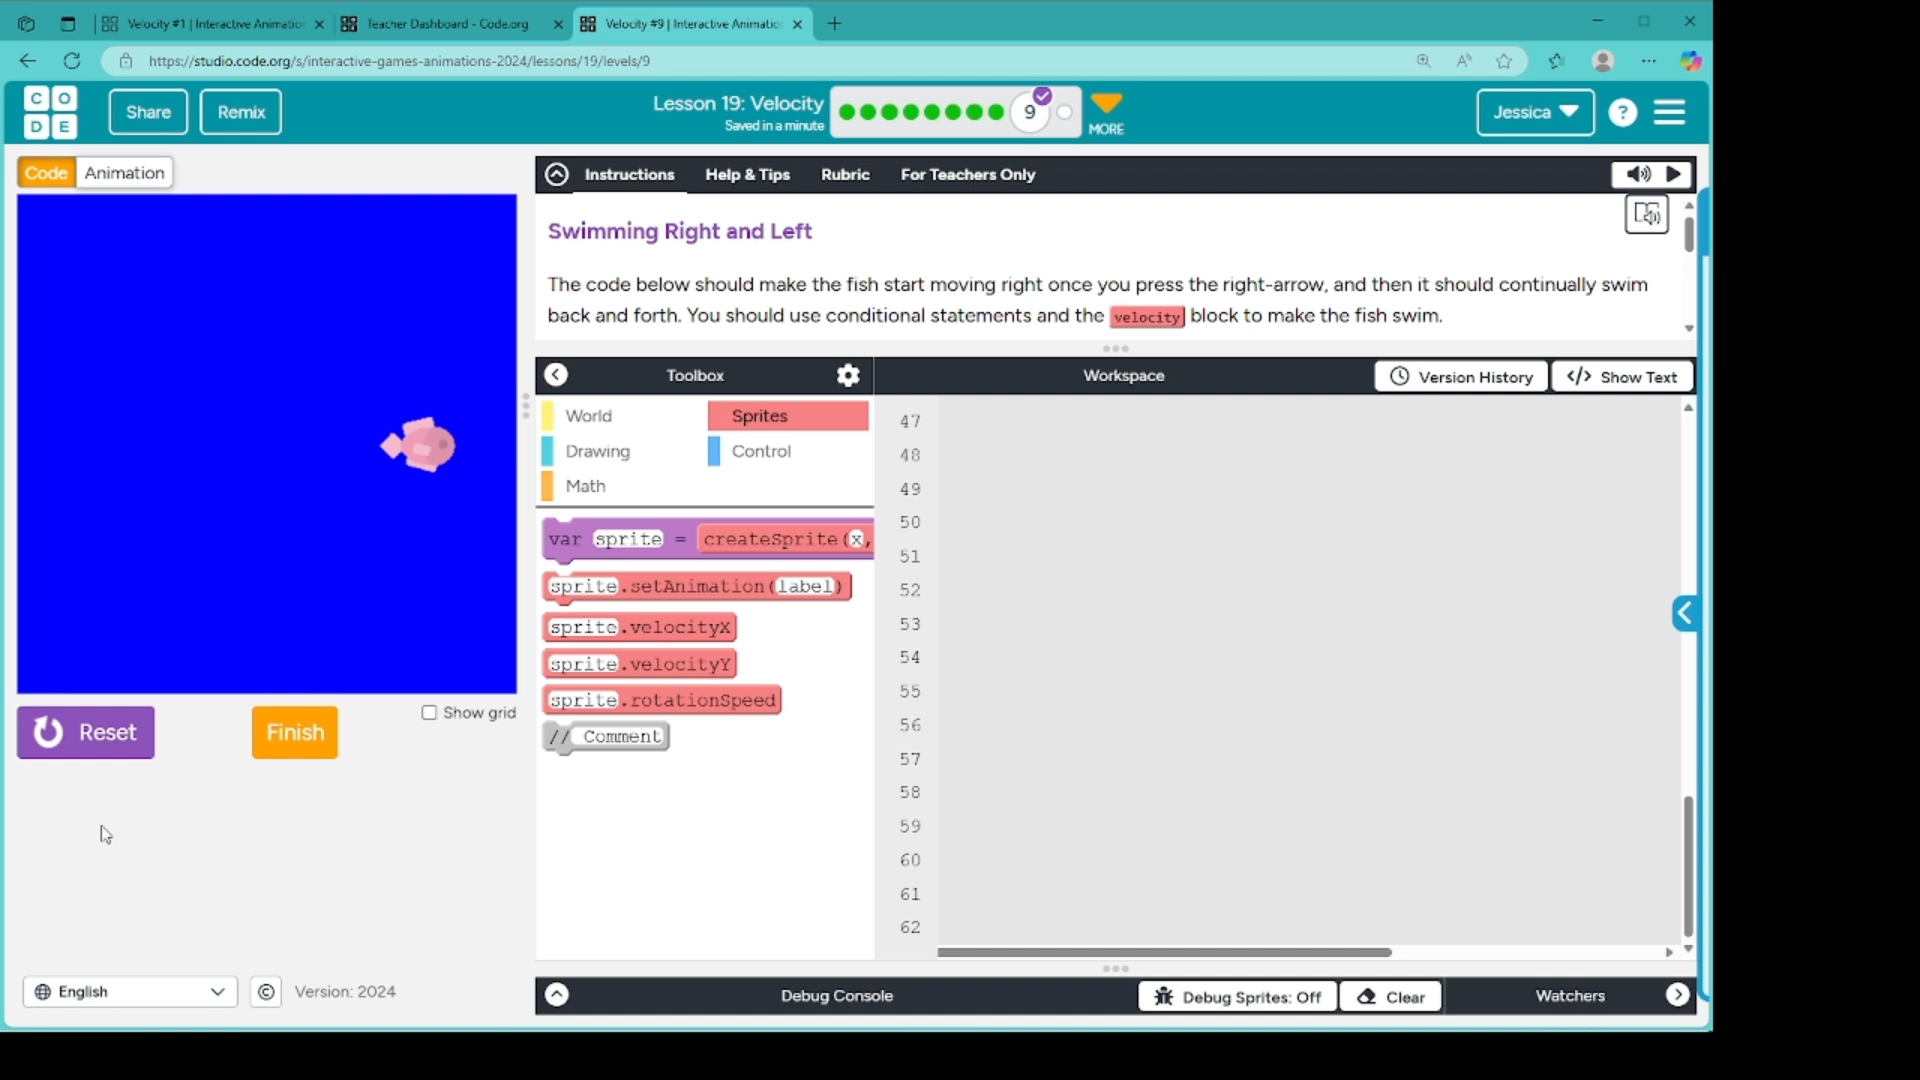 Velocity #1 | Interactive Animation
Teacher Dashboard - Code.org
Velocity #9 | Interactive Animatio
https://studio.code.org/s/interactive-games-animations-2024/lessons/19/levels/9
CODE
Share
Remix
Lesson 19: Velocity
Saved in a minute
9
MORE
Jessica
?
Code
Animation
Instructions
Help & Tips
Rubric
For Teachers Only
Swimming Right and Left
The code below should make the fish start moving right once you press the right-arrow, and then it should continually swim
back and forth. You should use conditional statements and the velocity block to make the fish swim.
Toolbox
Workspace
Version History
</> Show Text
World
Sprites
Drawing
Control
Math
var sprite = createSprite(x,
sprite.setAnimation(label)
sprite.velocityX
sprite.velocityY
sprite.rotationSpeed
// Comment
47
48
49
50
51
52
53
54
55
56
57
58
59
60
61
62
Reset
Finish
Show grid
English
©
Version: 2024
Debug Console
Debug Sprites: Off
Clear
Watchers